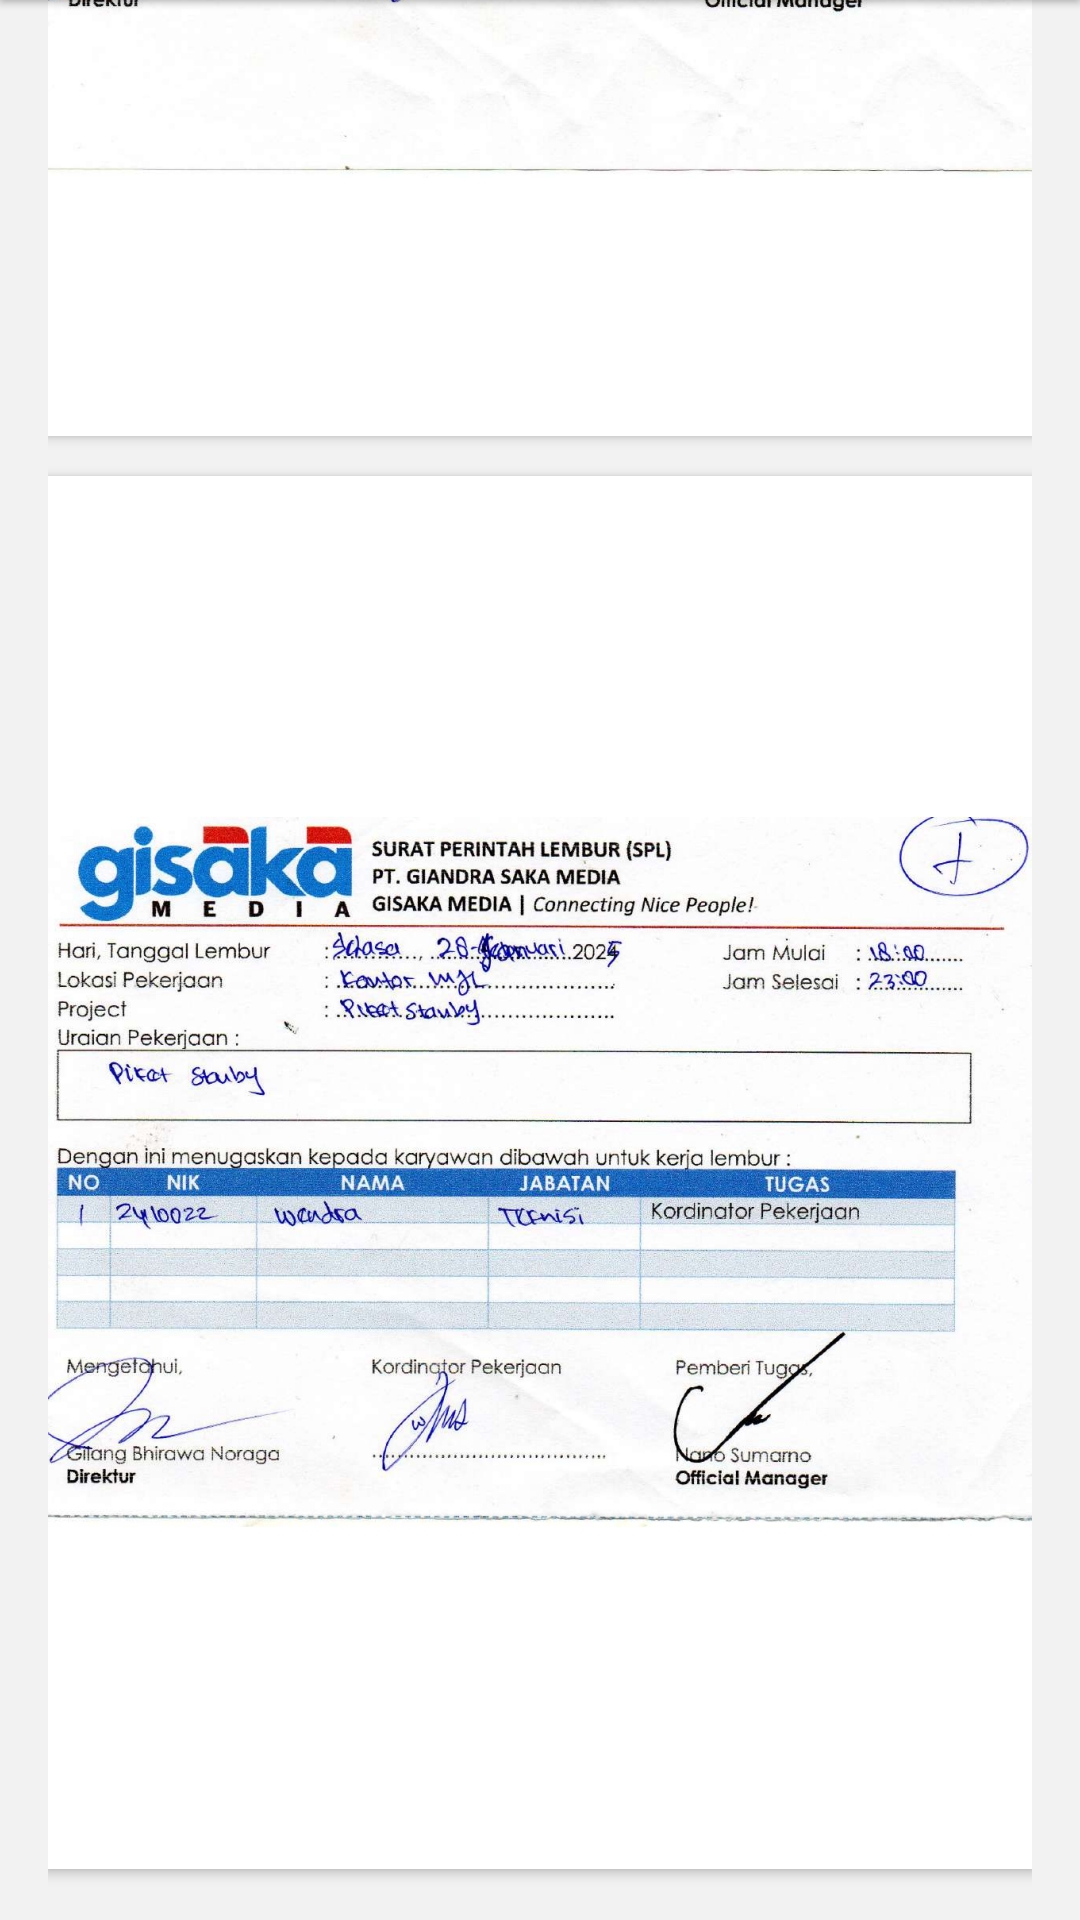 Direktur
Official Manager
gisaka
MEDIA
SURAT PERINTAH LEMBUR (SPL)
PT. GIANDRA SAKA MEDIA
GISAKA MEDIA | Connecting Nice People!
Hari, Tanggal Lembur : Selasa, 28 Januari 2025
Jam Mulai : 18:00
Lokasi Pekerjaan : Kantor MJL
Jam Selesai : 23:00
Project : Piket Stanby
Uraian Pekerjaan :
Piket Stanby
Dengan ini menugaskan kepada karyawan dibawah untuk kerja lembur :
NO NIK NAMA JABATAN TUGAS
1 2410022 Wendra Teknisi Kordinator Pekerjaan
Mengetahui, Kordinator Pekerjaan Pemberi Tugas,
Gilang Bhirawa Noraga Nano Sumarno
Direktur Official Manager